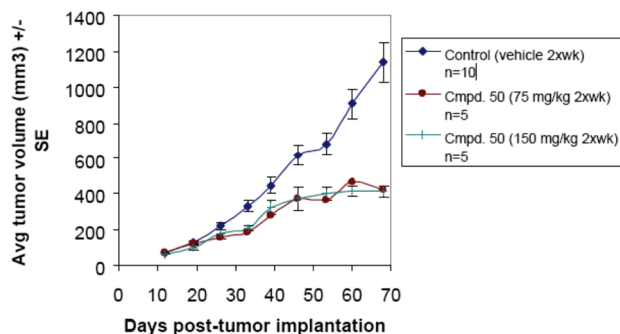 Avg tumor volume (mm3) +/-
SE
1400
1200
1000
800
600
400
200
0
0 10 20 30 40 50 60 70
Days post-tumor implantation
Control (vehicle 2xwk)
n=10
Cmpd. 50 (75 mg/kg 2xwk)
n=5
Cmpd. 50 (150 mg/kg 2xwk)
n=5